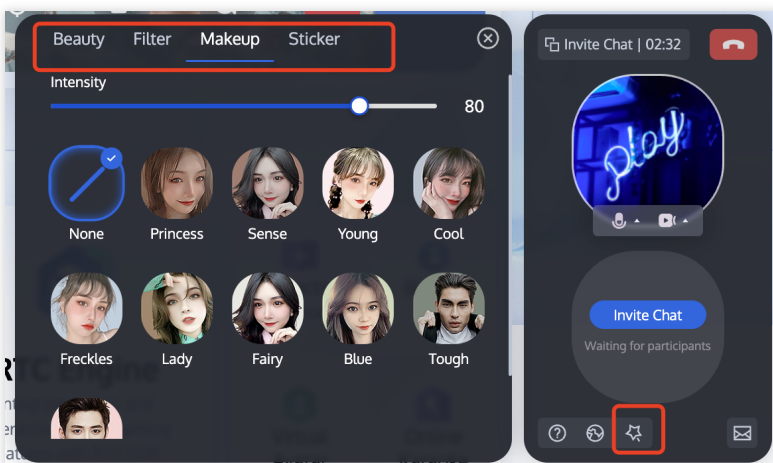 Beauty Filter Makeup Sticker
Intensity
80
None Princess Sense Young Cool
Freckles Lady Fairy Blue Tough
RTC Engine
Invite Chat | 02:32
play
Invite Chat
Waiting for participants